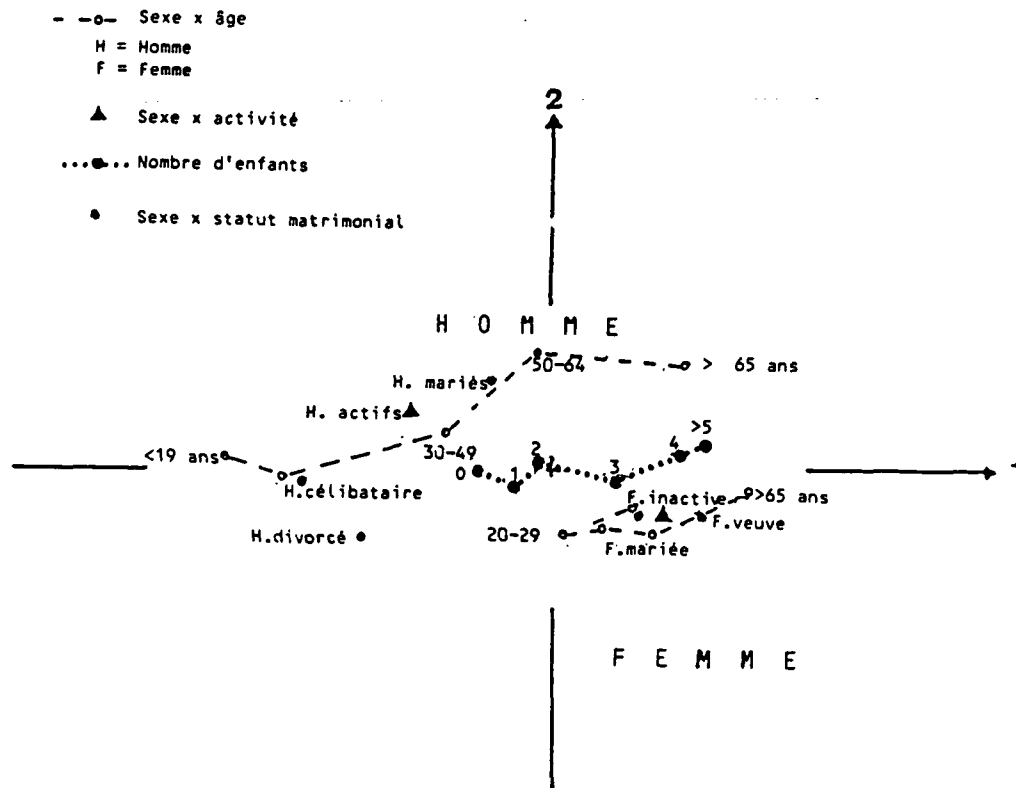 Sexe x âge
H = Homme
F = Femme
Sexe x activité
Nombre d'enfants
Sexe x statut matrimonial
2
H O M M E
50-64
> 65 ans
H. mariés
H. actifs
>5
<19 ans
30-49
2
4
0
1
3
H.célibataire
F.inactive
>65 ans
F.veuve
H.divorcé
20-29
F.mariée
F E M M E